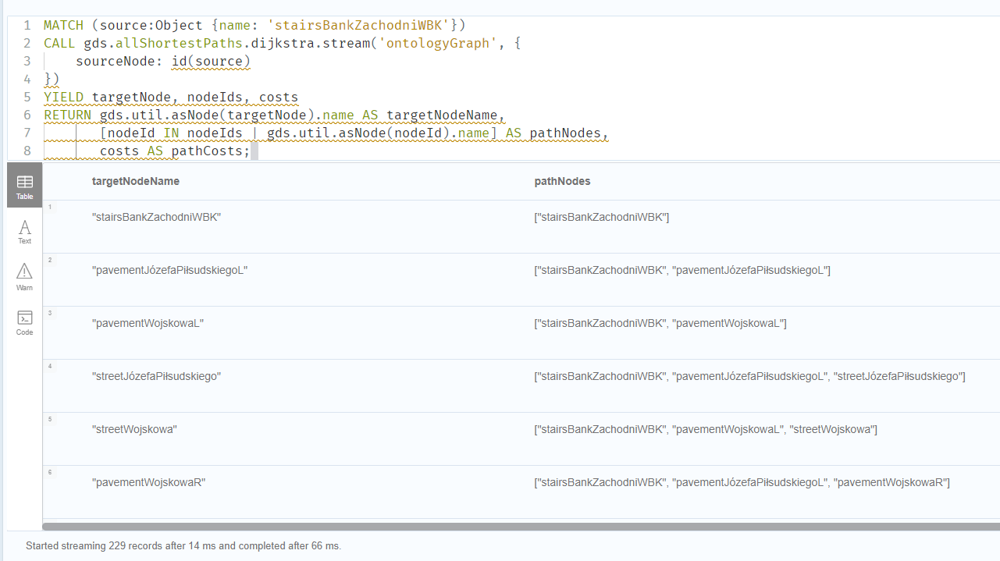 1 MATCH (source:Object {name: 'stairsBankZachodniWBK'})
2 CALL gds.allShortestPaths.dijkstra.stream('ontologyGraph', {
3     sourceNode: id(source)
4 })
5 YIELD targetNode, nodeIds, costs
6 RETURN gds.util.asNode(targetNode).name AS targetNodeName,
7        [nodeId IN nodeIds | gds.util.asNode(nodeId).name] AS pathNodes,
8        costs AS pathCosts;
Table
Text
Warn
Code
targetNodeName pathNodes
1 "stairsBankZachodniWBK" ["stairsBankZachodniWBK"]
2 "pavementJózefaPiłsudskiegoL" ["stairsBankZachodniWBK", "pavementJózefaPiłsudskiegoL"]
3 "pavementWojskowaL" ["stairsBankZachodniWBK", "pavementWojskowaL"]
4 "streetJózefaPiłsudskiego" ["stairsBankZachodniWBK", "pavementJózefaPiłsudskiegoL", "streetJózefaPiłsudskiego"]
5 "streetWojskowa" ["stairsBankZachodniWBK", "pavementWojskowaL", "streetWojskowa"]
6 "pavementWojskowaR" ["stairsBankZachodniWBK", "pavementJózefaPiłsudskiegoL", "pavementWojskowaR"]
Started streaming 229 records after 14 ms and completed after 66 ms.